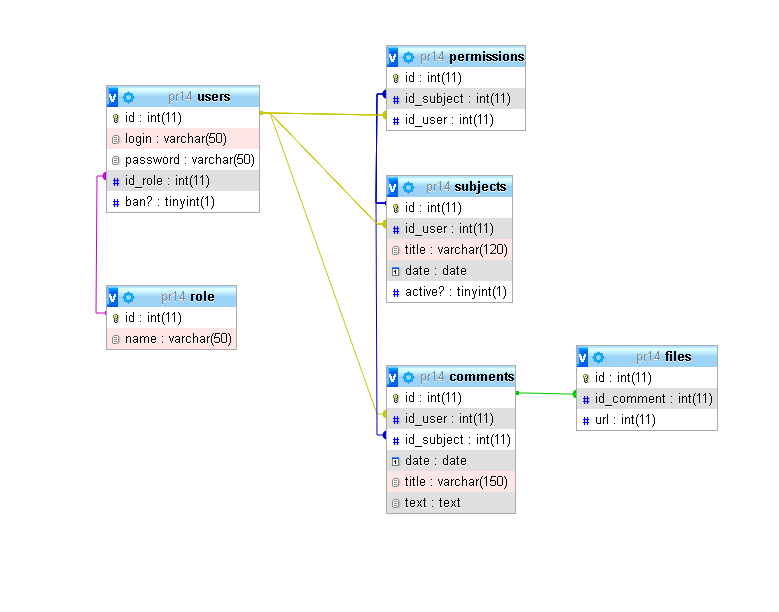 v pr14 users
id : int(11)
login : varchar(50)
password : varchar(50)
id_role : int(11)
ban? : tinyint(1)
v pr14 role
id : int(11)
name : varchar(50)
v pr14 permissions
id : int(11)
id_subject : int(11)
id_user : int(11)
v pr14 subjects
id : int(11)
id_user : int(11)
title : varchar(120)
date : date
active? : tinyint(1)
v pr14 comments
id : int(11)
id_user : int(11)
id_subject : int(11)
date : date
title : varchar(150)
text : text
v pr14 files
id : int(11)
id_comment : int(11)
url : int(11)